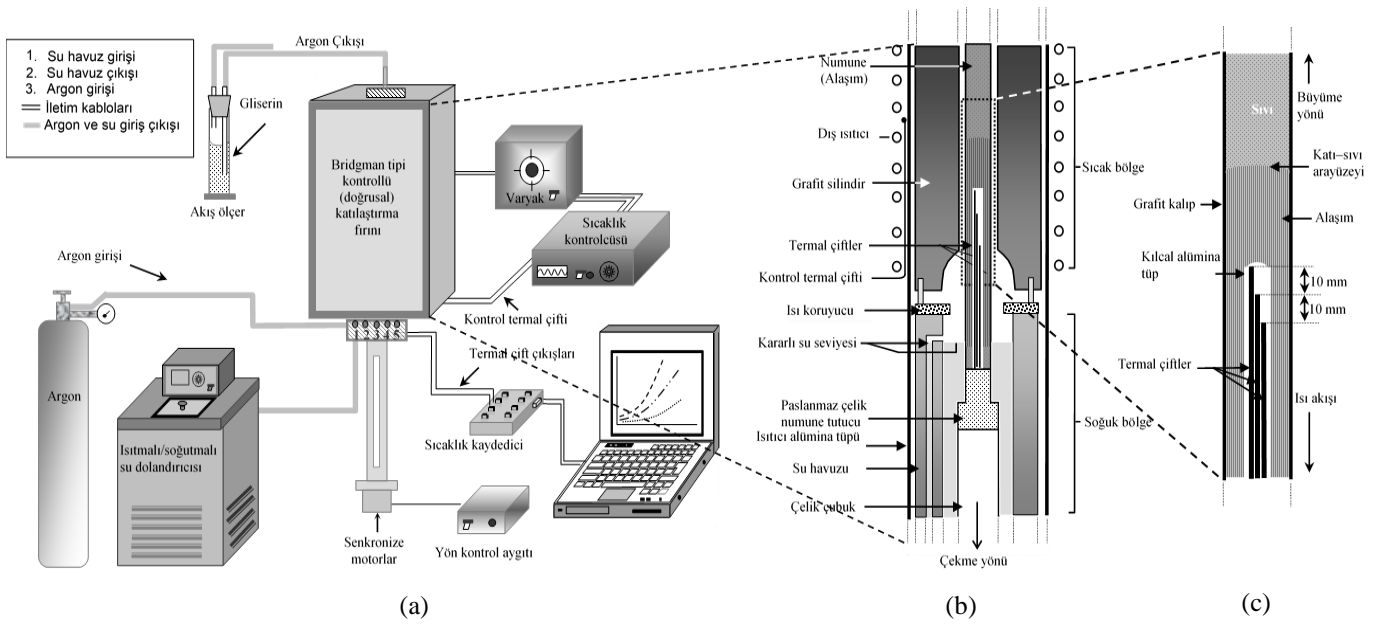 1. Su havuz girişi
2. Su havuz çıkışı
3. Argon girişi
İletim kabloları
Argon ve su giriş çıkışı
Argon Çıkışı
Gliserin
Akış ölçer
Bridgman tipi
kontrollü
(doğrusal)
katılaştırma
fırını
Varyak
Sıcaklık
kontrolcüsü
Kontrol termal çifti
Argon girişi
1 2 3 4 5
Termal çift çıkışları
Argon
Isıtmalı/soğutmalı
su dolandırıcısı
Sıcaklık kaydedici
Senkronize
motorlar
Yön kontrol aygıtı
(a)
Numune
(Alaşım)
Dış ısıtıcı
Grafit silindir
Termal çiftler
Kontrol termal çifti
Isı koruyucu
Kararlı su seviyesi
Paslanmaz çelik
numune tutucu
Isıtıcı alümina tüpü
Su havuzu
Çelik çubuk
Çekme yönü
Sıcak bölge
Soğuk bölge
(b)
Sıvı
Büyüme
yönü
Katı–sıvı
arayüzeyi
Grafit kalıp
Alaşım
Kılcal alümina
tüp
10 mm
10 mm
Termal çiftler
Isı akışı
(c)